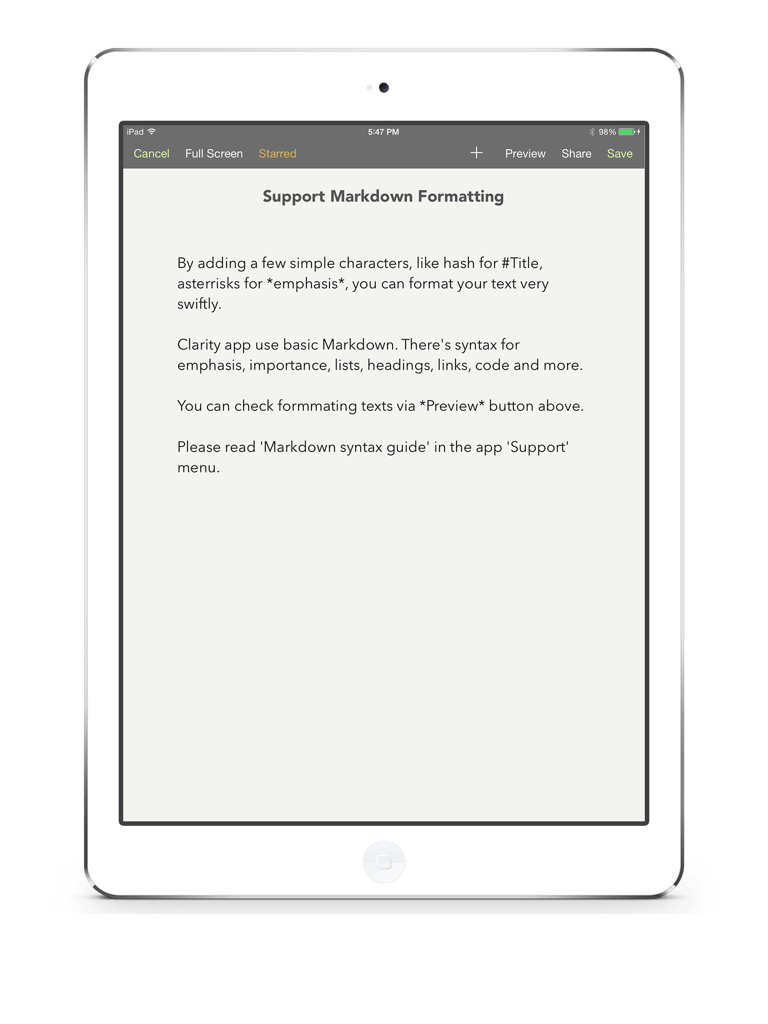 iPad 5:47 PM 98%
Cancel Full Screen Starred + Preview Share Save
Support Markdown Formatting
By adding a few simple characters, like hash for #Title,
asterrisks for *emphasis*, you can format your text very
swiftly.
Clarity app use basic Markdown. There's syntax for
emphasis, importance, lists, headings, links, code and more.
You can check formmating texts via *Preview* button above.
Please read 'Markdown syntax guide' in the app 'Support'
menu.